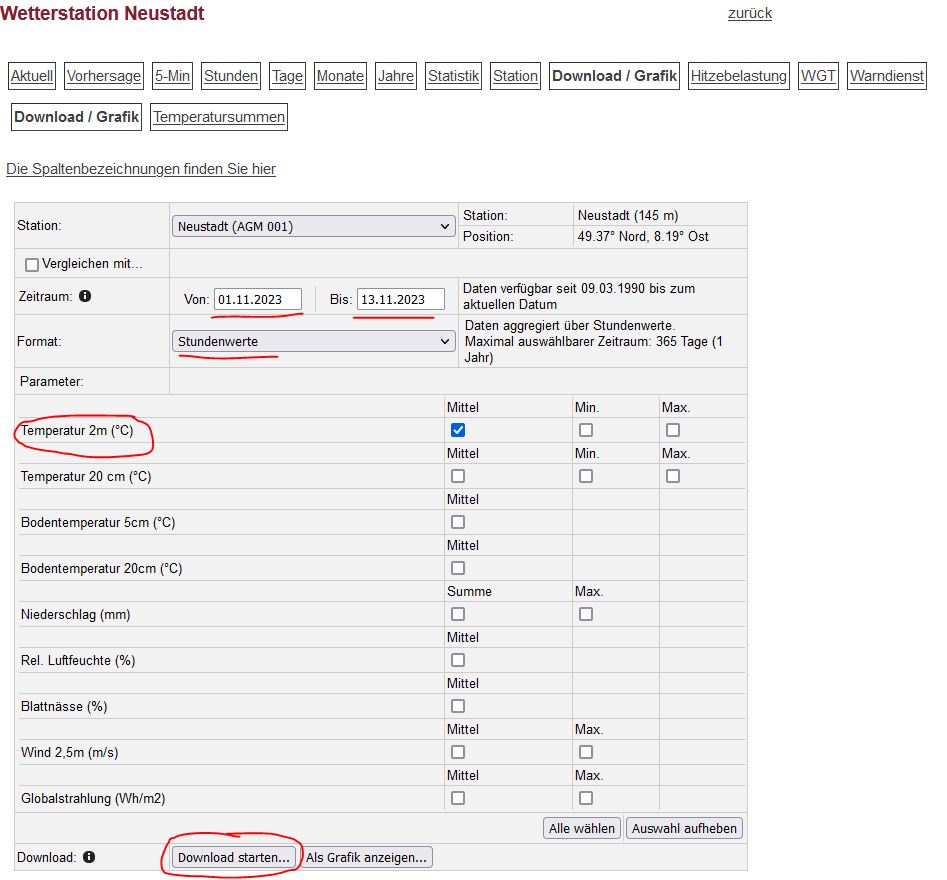 Wetterstation Neustadt
zurück
Aktuell Vorhersage 5-Min Stunden Tage Monate Jahre Statistik Station Download / Grafik Hitzebelastung WGT Warndienst
Download / Grafik Temperatursummen
Die Spaltenbezeichnungen finden Sie hier
Station: Neustadt (AGM 001) Station: Neustadt (145 m)
Position: 49.37° Nord, 8.19° Ost
Vergleichen mit...
Zeitraum: Von: 01.11.2023 Bis: 13.11.2023 Daten verfügbar seit 09.03.1990 bis zum
aktuellen Datum
Format: Stundenwerte Daten aggregiert über Stundenwerte.
Maximal auswählbarer Zeitraum: 365 Tage (1
Jahr)
Parameter:
Mittel Min. Max.
Temperatur 2m (°C)
Mittel Min. Max.
Temperatur 20 cm (°C)
Mittel
Bodentemperatur 5cm (°C)
Mittel
Bodentemperatur 20cm (°C)
Summe Max.
Niederschlag (mm)
Mittel
Rel. Luftfeuchte (%)
Mittel
Blattnässe (%)
Mittel Max.
Wind 2,5m (m/s)
Mittel Max.
Globalstrahlung (Wh/m2)
Alle wählen Auswahl aufheben
Download: Download starten... Als Grafik anzeigen...